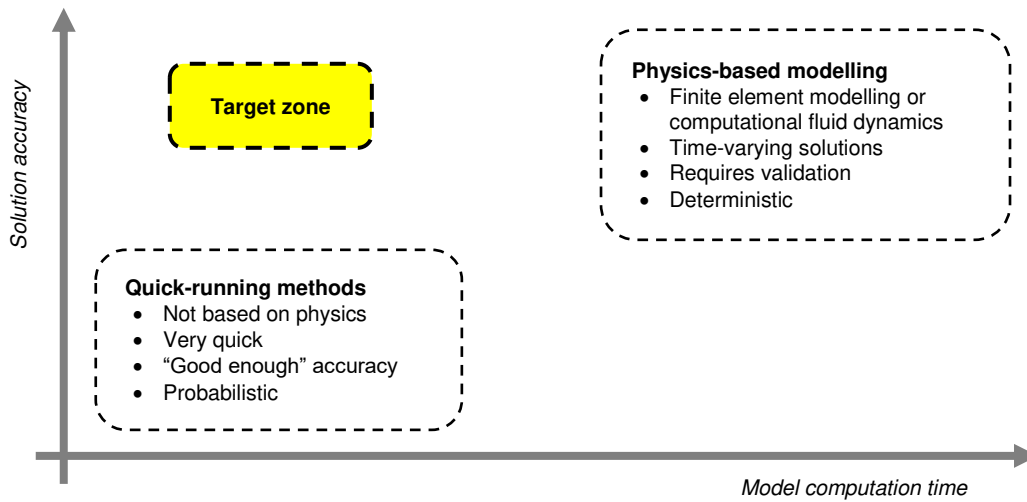 Solution accuracy
Target zone
Physics-based modelling
• Finite element modelling or
computational fluid dynamics
• Time-varying solutions
• Requires validation
• Deterministic
Quick-running methods
• Not based on physics
• Very quick
• “Good enough” accuracy
• Probabilistic
Model computation time